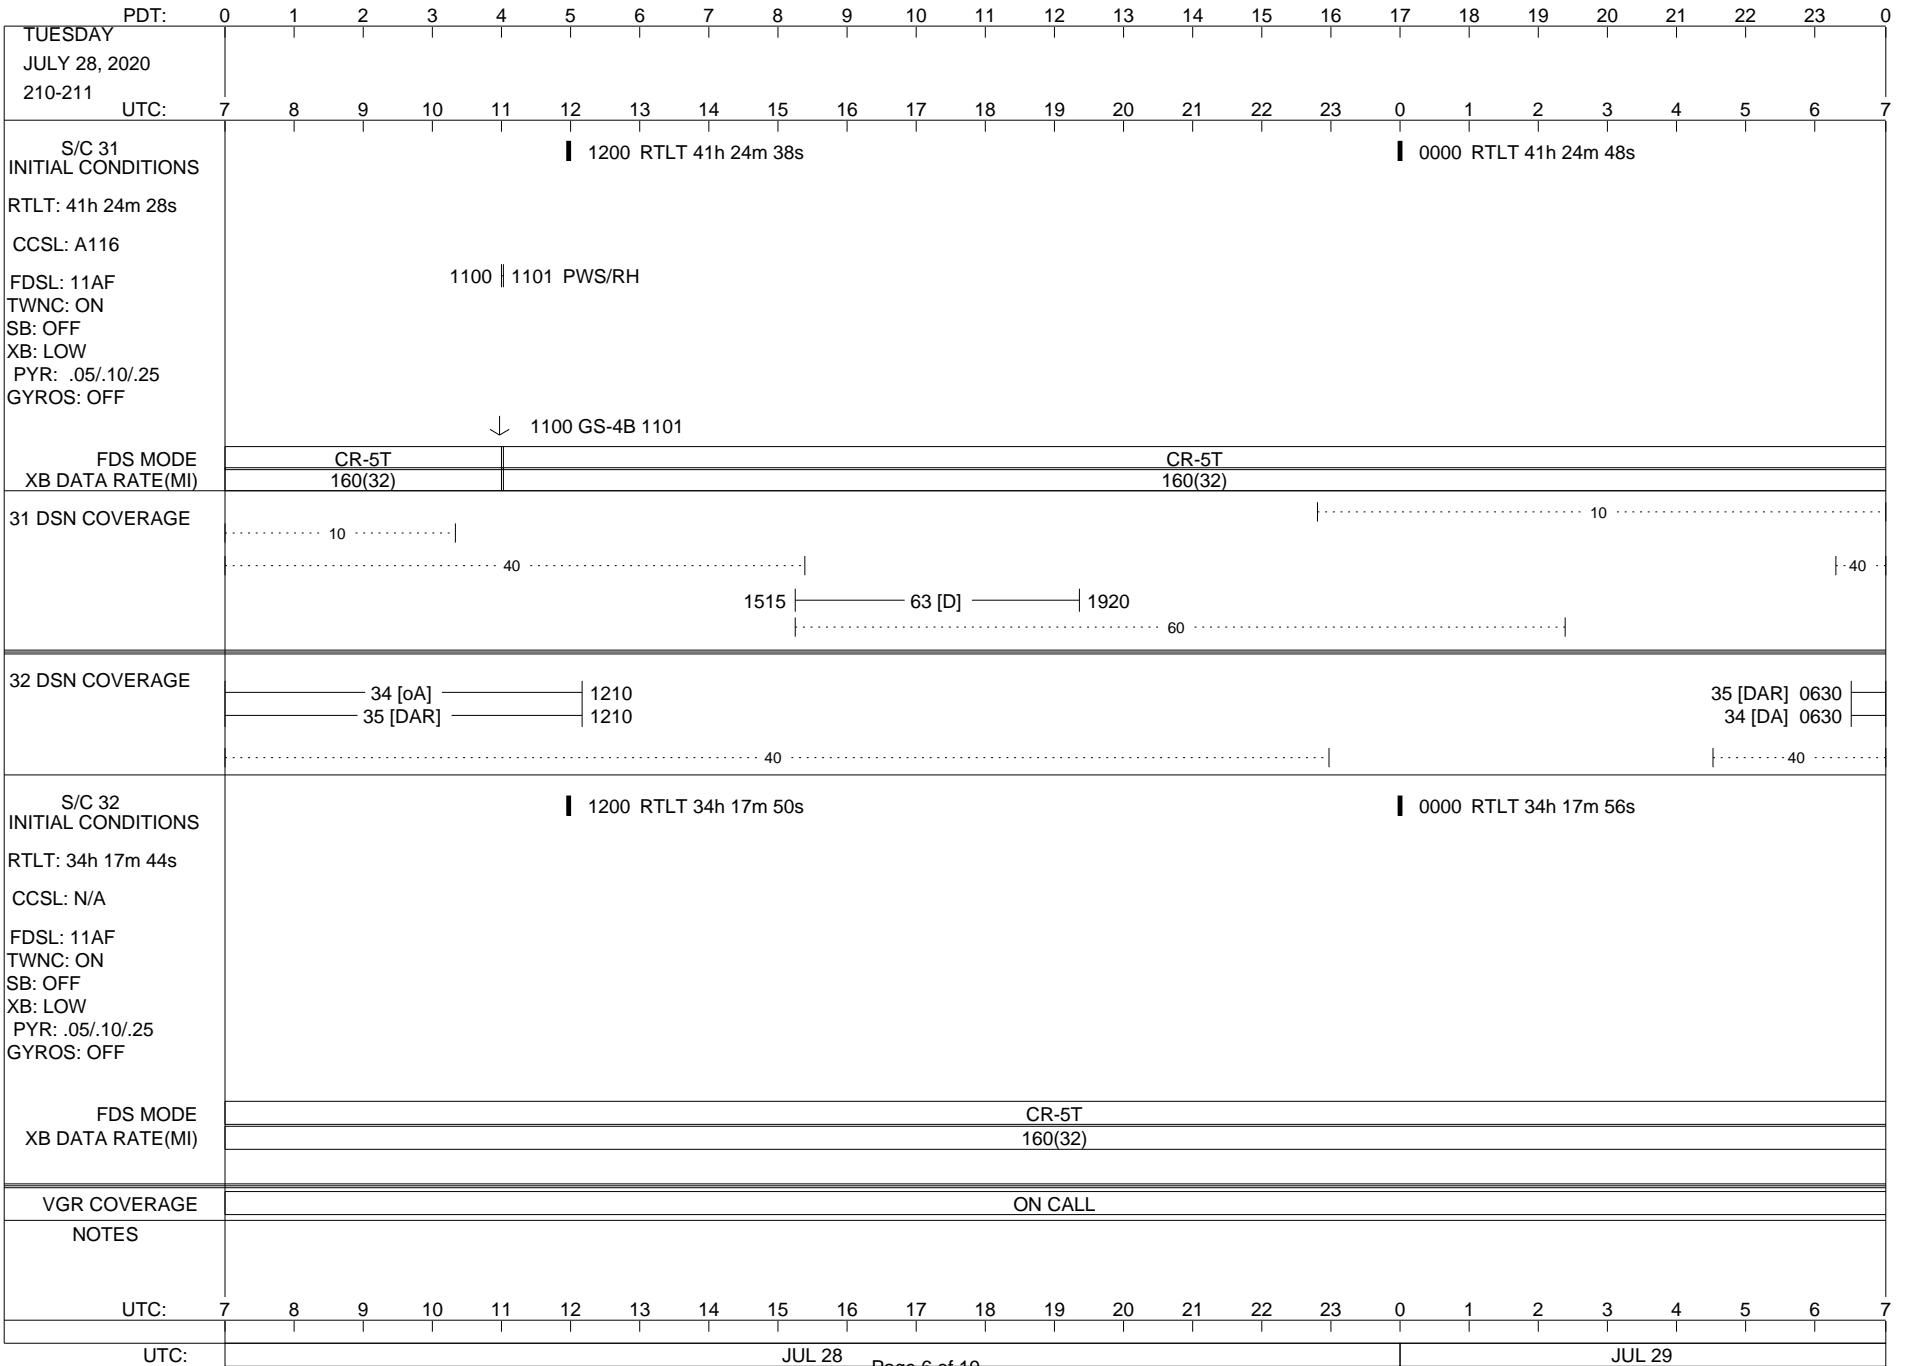 PDT: 0 1 2 3 4 5 6 7 8 9 10 11 12 13 14 15 16 17 18 19 20 21 22 23 0
TUESDAY
JULY 28, 2020
210-211
UTC: 7 8 9 10 11 12 13 14 15 16 17 18 19 20 21 22 23 0 1 2 3 4 5 6 7
S/C 31
INITIAL CONDITIONS
1200 RTLT 41h 24m 38s
0000 RTLT 41h 24m 48s
RTLT: 41h 24m 28s
CCSL: A116
FDSL: 11AF
1100 1101 PWS/RH
TWNC: ON
SB: OFF
XB: LOW
PYR: .05/.10/.25
GYROS: OFF
1100 GS-4B 1101
FDS MODE CR-5T CR-5T
XB DATA RATE(MI) 160(32) 160(32)
31 DSN COVERAGE
10
10
40
40
1515 63 [D] 1920
60
32 DSN COVERAGE
34 [oA] 1210
35 [DAR] 0630
35 [DAR] 1210
34 [DA] 0630
40
40
S/C 32
INITIAL CONDITIONS
1200 RTLT 34h 17m 50s
0000 RTLT 34h 17m 56s
RTLT: 34h 17m 44s
CCSL: N/A
FDSL: 11AF
TWNC: ON
SB: OFF
XB: LOW
PYR: .05/.10/.25
GYROS: OFF
FDS MODE CR-5T
XB DATA RATE(MI) 160(32)
VGR COVERAGE ON CALL
NOTES
UTC: 7 8 9 10 11 12 13 14 15 16 17 18 19 20 21 22 23 0 1 2 3 4 5 6 7
UTC: JUL 28 JUL 29
Page 6 of 10